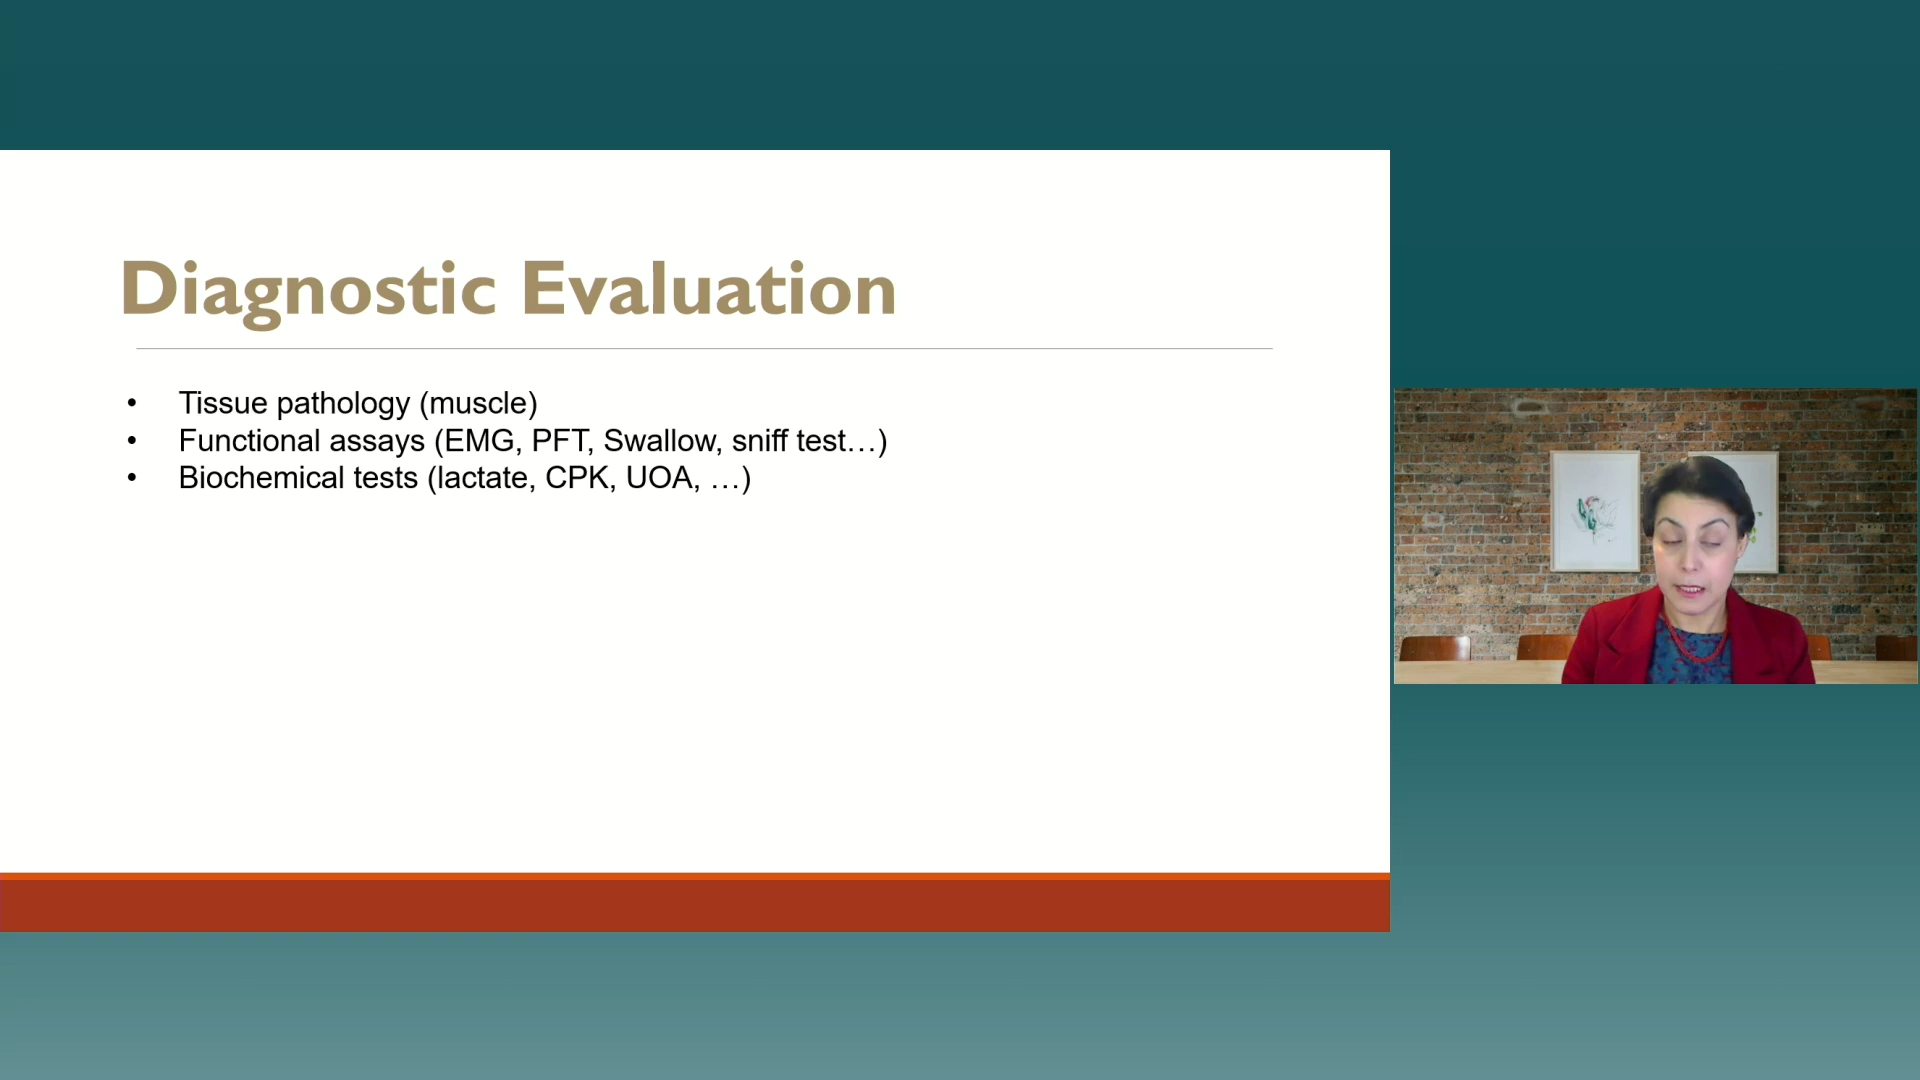 Diagnostic Evaluation
• Tissue pathology (muscle)
• Functional assays (EMG, PFT, Swallow, sniff test…)
• Biochemical tests (lactate, CPK, UOA, …)